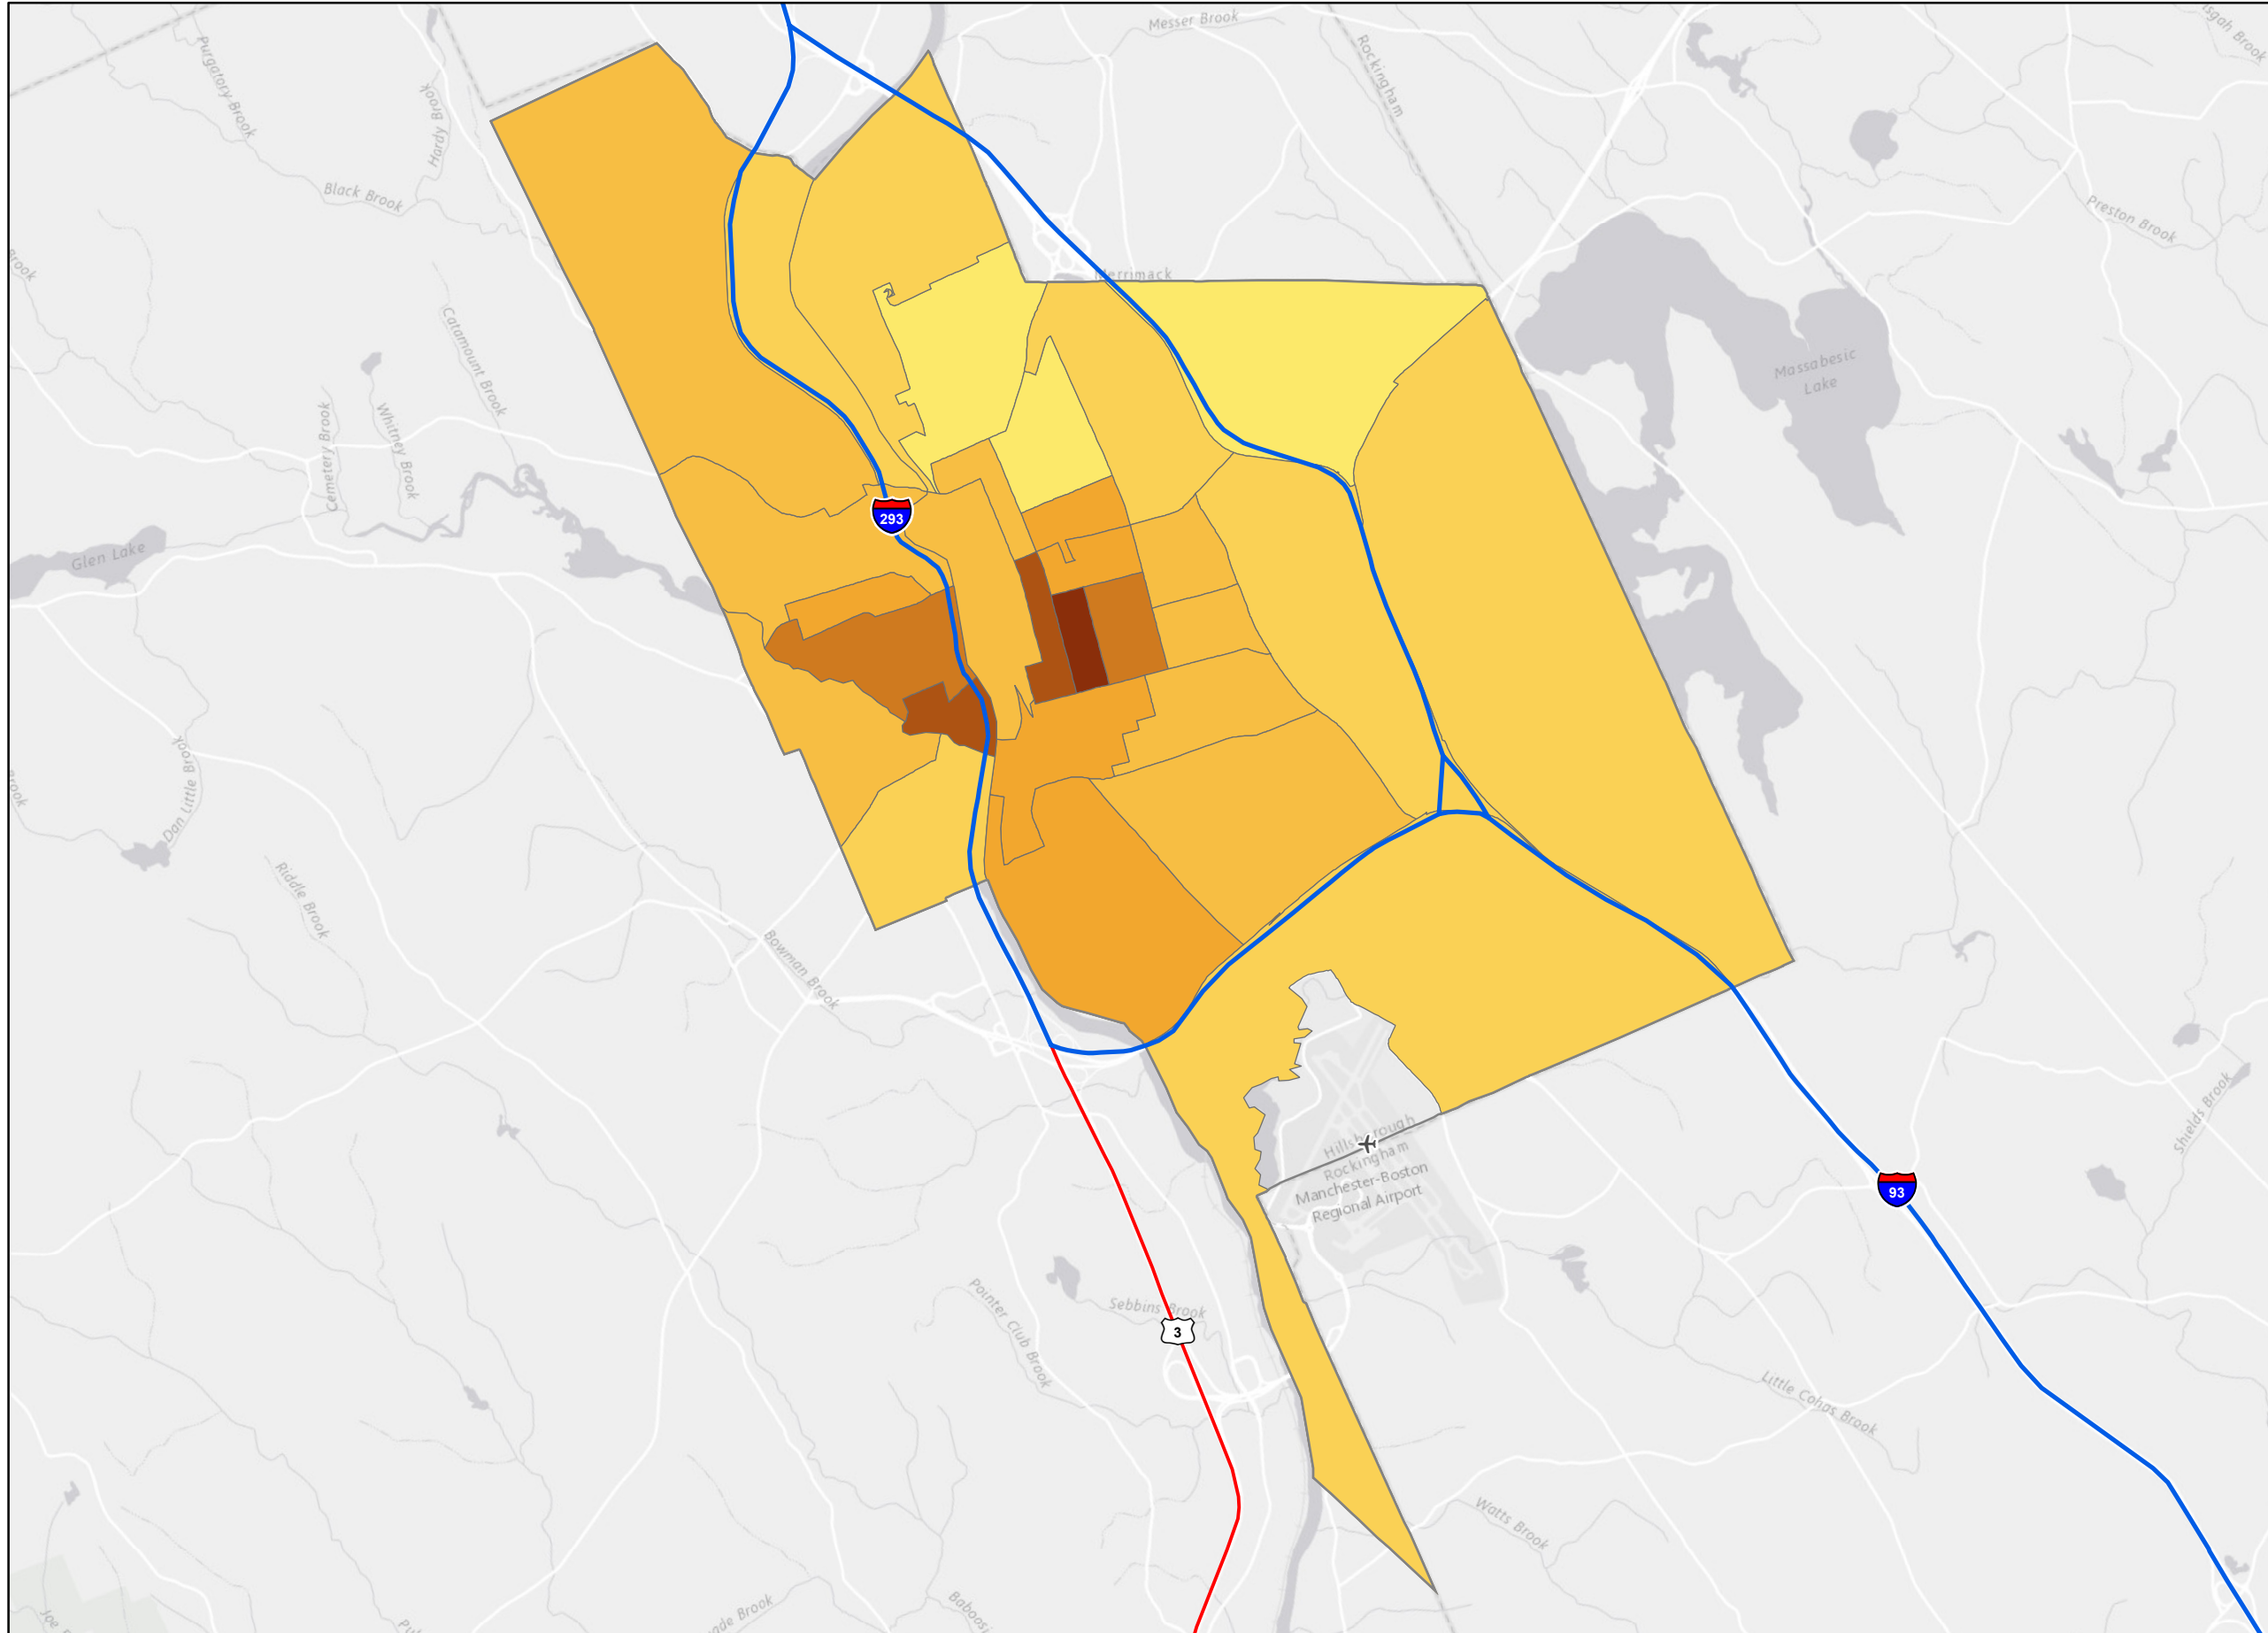 Messer Brook
Rockingham
Purgatory Brook
Hardy Brook
Black Brook
Preston Brook
Brook
Merrimack
Catamount Brook
Massabesic
Lake
Whitney Brook
Cemetery Brook
293
Glen Lake
Dan Little Brook
Brook
Riddle Brook
Bowman Brook
Shields Brook
Hillsborough
Rockingham
Manchester-Boston
Regional Airport
93
Pointer Club Brook
Sebbins Brook
3
Little Cohas Brook
Watts Brook